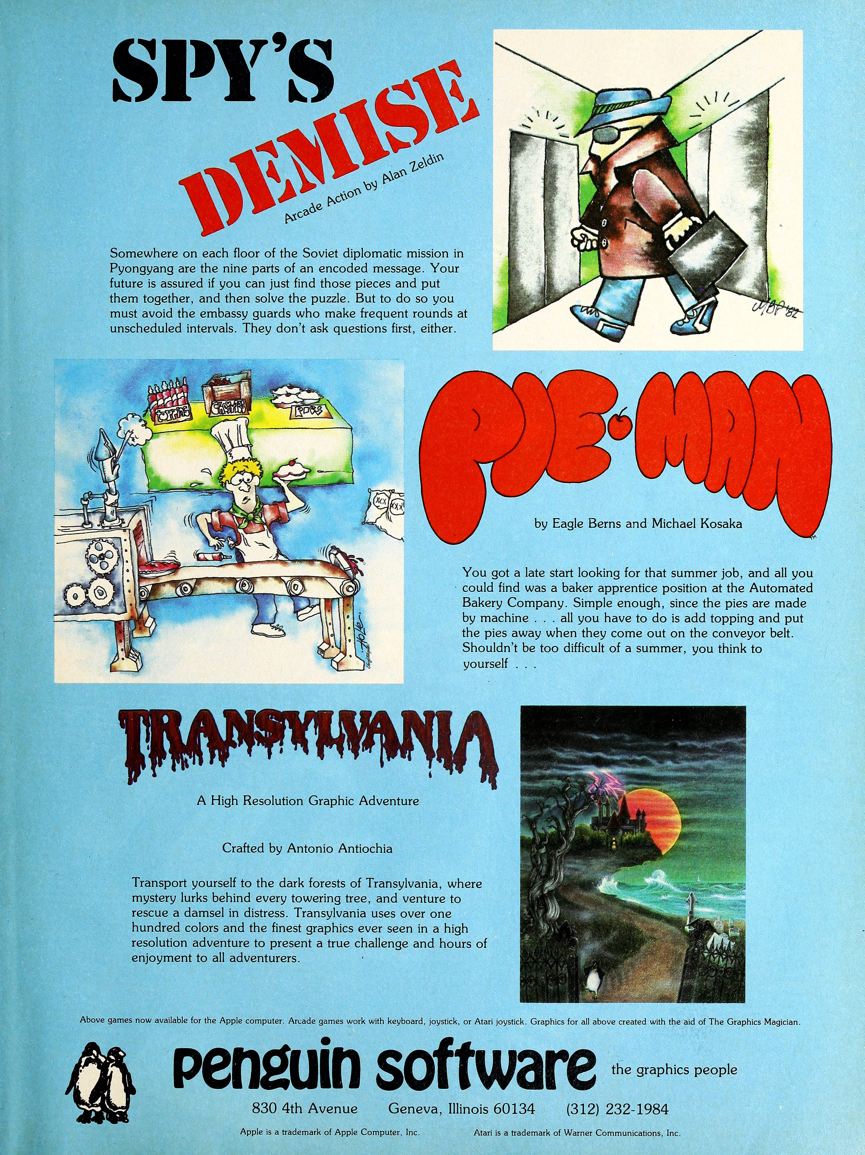 SPY'S
DEMISE
Arcade Action by Alan Zeldin
Somewhere on each floor of the Soviet diplomatic mission in
Pyongyang are the nine parts of an encoded message. Your
future is assured if you can just find those pieces and put
them together, and then solve the puzzle. But to do so you
must avoid the embassy guards who make frequent rounds at
unscheduled intervals. They don't ask questions first, either.
PIE•MAN
by Eagle Berns and Michael Kosaka
You got a late start looking for that summer job, and all you
could find was a baker apprentice position at the Automated
Bakery Company. Simple enough, since the pies are made
by machine . . . all you have to do is add topping and put
the pies away when they come out on the conveyor belt.
Shouldn't be too difficult of a summer, you think to
yourself . . .
TRANSYLVANIA
A High Resolution Graphic Adventure
Crafted by Antonio Antiochia
Transport yourself to the dark forests of Transylvania, where
mystery lurks behind every towering tree, and venture to
rescue a damsel in distress. Transylvania uses over one
hundred colors and the finest graphics ever seen in a high
resolution adventure to present a true challenge and hours of
enjoyment to all adventurers.
Above games now available for the Apple computer. Arcade games work with keyboard, joystick, or Atari joystick. Graphics for all above created with the aid of The Graphics Magician.
penguin software the graphics people
830 4th Avenue Geneva, Illinois 60134 (312) 232-1984
Apple is a trademark of Apple Computer, Inc. Atari is a trademark of Warner Communications, Inc.